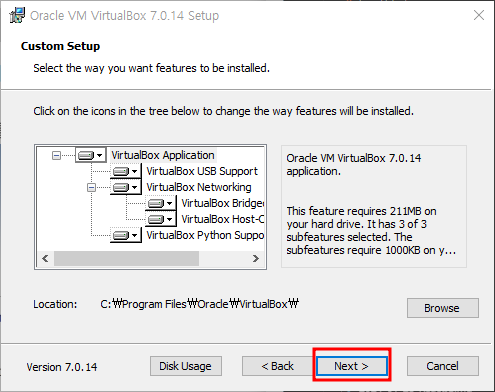 Oracle VM VirtualBox 7.0.14 Setup
Custom Setup
Select the way you want features to be installed.
Click on the icons in the tree below to change the way features will be installed.
VirtualBox Application
VirtualBox USB Support
VirtualBox Networking
VirtualBox Bridged
VirtualBox Host-O
VirtualBox Python Suppo
Oracle VM VirtualBox 7.0.14
application.
This feature requires 211MB on
your hard drive. It has 3 of 3
subfeatures selected. The
subfeatures require 1000KB on y...
Location: C:₩Program Files₩Oracle₩VirtualBox₩
Browse
Version 7.0.14
Disk Usage
< Back
Next >
Cancel